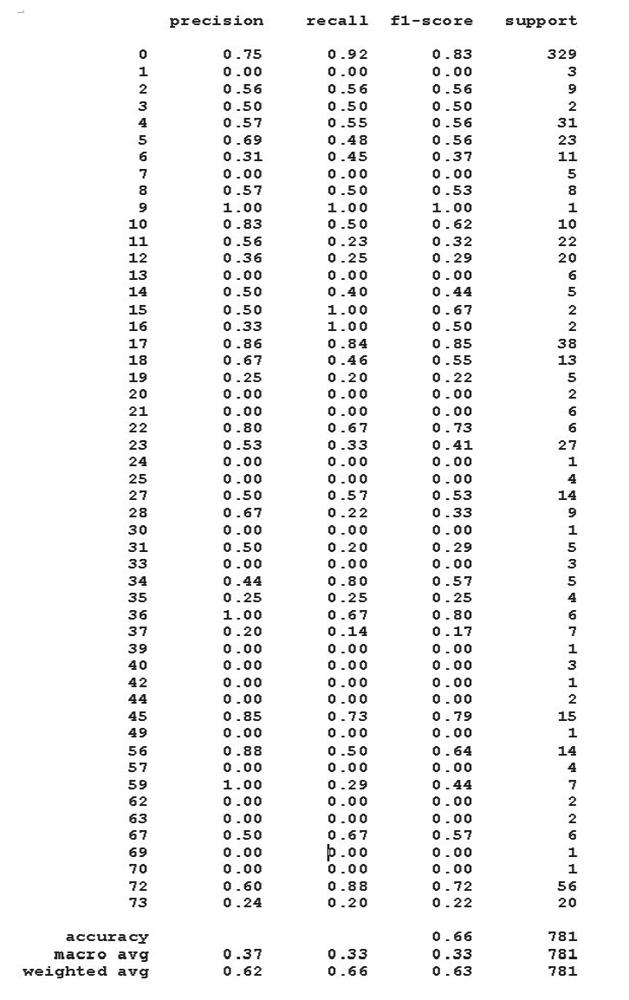 precision recall f1-score support
0 0.75 0.92 0.83 329
1 0.00 0.00 0.00 3
2 0.56 0.56 0.56 9
3 0.50 0.50 0.50 2
4 0.57 0.55 0.56 31
5 0.69 0.48 0.56 23
6 0.31 0.45 0.37 11
7 0.00 0.00 0.00 5
8 0.57 0.50 0.53 8
9 1.00 1.00 1.00 1
10 0.83 0.50 0.62 10
11 0.56 0.23 0.32 22
12 0.36 0.25 0.29 20
13 0.00 0.00 0.00 6
14 0.50 0.40 0.44 5
15 0.50 1.00 0.67 2
16 0.33 1.00 0.50 2
17 0.86 0.84 0.85 38
18 0.67 0.46 0.55 13
19 0.25 0.20 0.22 5
20 0.00 0.00 0.00 2
21 0.00 0.00 0.00 6
22 0.80 0.67 0.73 6
23 0.53 0.33 0.41 27
24 0.00 0.00 0.00 1
25 0.00 0.00 0.00 4
27 0.50 0.57 0.53 14
28 0.67 0.22 0.33 9
30 0.00 0.00 0.00 1
31 0.50 0.20 0.29 5
33 0.00 0.00 0.00 3
34 0.44 0.80 0.57 5
35 0.25 0.25 0.25 4
36 1.00 0.67 0.80 6
37 0.20 0.14 0.17 7
39 0.00 0.00 0.00 1
40 0.00 0.00 0.00 3
42 0.00 0.00 0.00 1
44 0.00 0.00 0.00 2
45 0.85 0.73 0.79 15
49 0.00 0.00 0.00 1
56 0.88 0.50 0.64 14
57 0.00 0.00 0.00 4
59 1.00 0.29 0.44 7
62 0.00 0.00 0.00 2
63 0.00 0.00 0.00 2
67 0.50 0.67 0.57 6
69 0.00 0.00 0.00 1
70 0.00 0.00 0.00 1
72 0.60 0.88 0.72 56
73 0.24 0.20 0.22 20
accuracy 0.66 781
macro avg 0.37 0.33 0.33 781
weighted avg 0.62 0.66 0.63 781